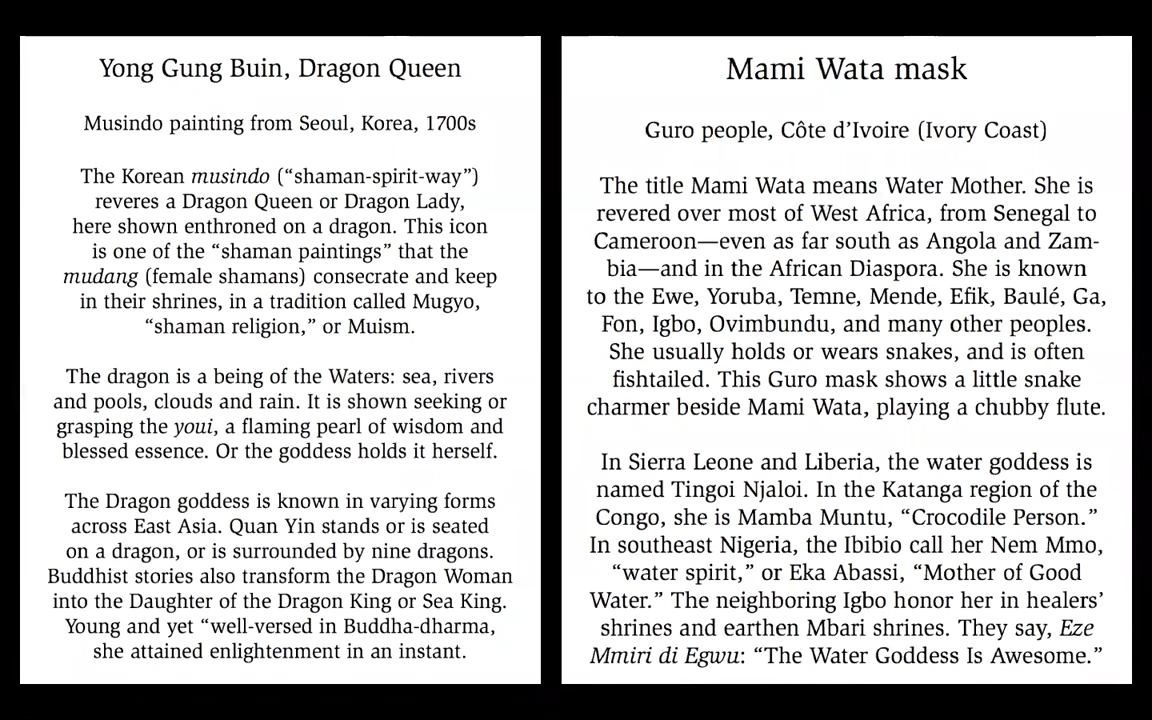 Yong Gung Buin, Dragon Queen
Musindo painting from Seoul, Korea, 1700s
The Korean musindo (“shaman-spirit-way”)
reveres a Dragon Queen or Dragon Lady,
here shown enthroned on a dragon. This icon
is one of the “shaman paintings” that the
mudang (female shamans) consecrate and keep
in their shrines, in a tradition called Mugyo,
“shaman religion,” or Muism.
The dragon is a being of the Waters: sea, rivers
and pools, clouds and rain. It is shown seeking or
grasping the youi, a flaming pearl of wisdom and
blessed essence. Or the goddess holds it herself.
The Dragon goddess is known in varying forms
across East Asia. Quan Yin stands or is seated
on a dragon, or is surrounded by nine dragons.
Buddhist stories also transform the Dragon Woman
into the Daughter of the Dragon King or Sea King.
Young and yet “well-versed in Buddha-dharma,
she attained enlightenment in an instant.
Mami Wata mask
Guro people, Côte d’Ivoire (Ivory Coast)
The title Mami Wata means Water Mother. She is
revered over most of West Africa, from Senegal to
Cameroon—even as far south as Angola and Zam-
bia—and in the African Diaspora. She is known
to the Ewe, Yoruba, Temne, Mende, Efik, Baulé, Ga,
Fon, Igbo, Ovimbundu, and many other peoples.
She usually holds or wears snakes, and is often
fishtailed. This Guro mask shows a little snake
charmer beside Mami Wata, playing a chubby flute.
In Sierra Leone and Liberia, the water goddess is
named Tingoi Njaloi. In the Katanga region of the
Congo, she is Mamba Muntu, “Crocodile Person.”
In southeast Nigeria, the Ibibio call her Nem Mmo,
“water spirit,” or Eka Abassi, “Mother of Good
Water.” The neighboring Igbo honor her in healers’
shrines and earthen Mbari shrines. They say, Eze
Mmiri di Egwu: “The Water Goddess Is Awesome.”